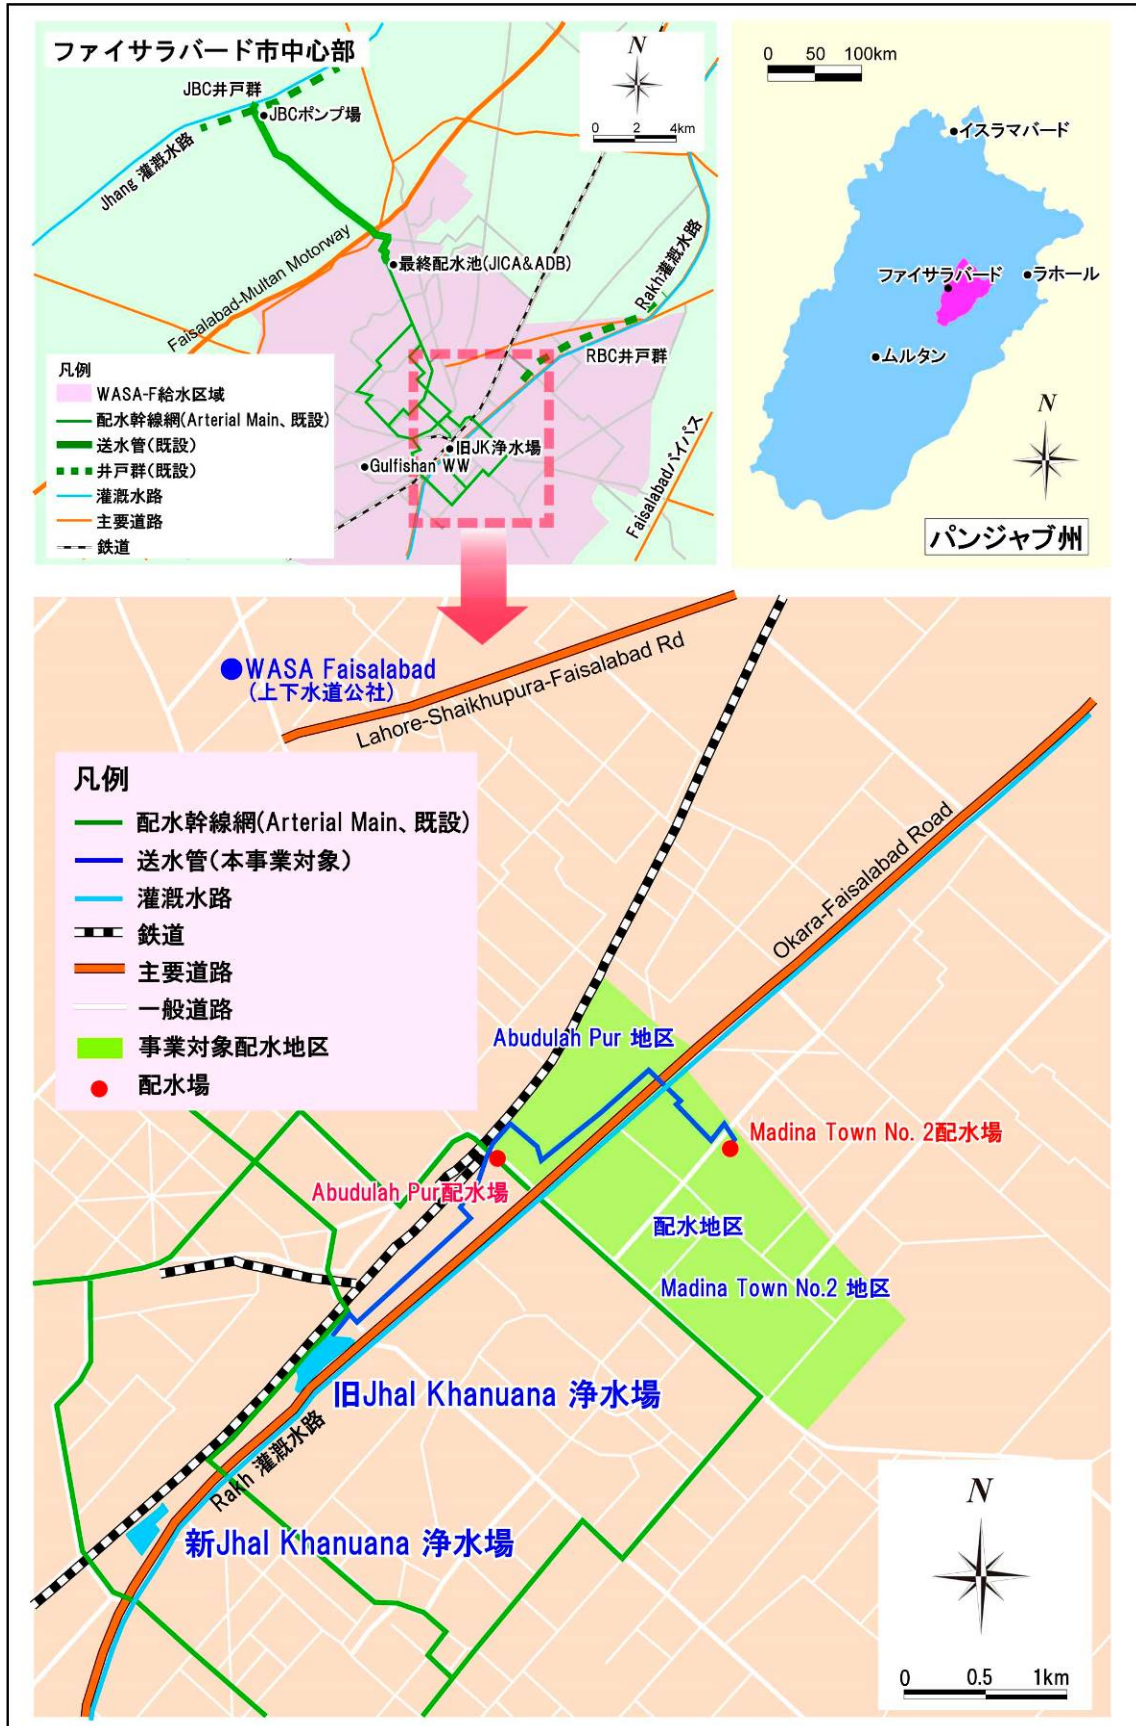 ファイサラバード市中心部
N
0 2 4km
JBC井戸群
JBCポンプ場
Jhang 灌漑水路
Faisalabad-Multan Motorway
最終配水池(JICA&ADB)
Rakh灌漑水路
RBC井戸群
旧JK浄水場
Gulfishan WW
Faisalabadバイパス
凡例
WASA-F給水区域
配水幹線網(Arterial Main、既設)
送水管(既設)
井戸群(既設)
灌漑水路
主要道路
鉄道
0 50 100km
イスラマバード
ファイサラバード
ラホール
ムルタン
N
パンジャブ州
WASA Faisalabad
(上下水道公社)
Lahore-Shaikhupura-Faisalabad Rd
凡例
配水幹線網(Arterial Main、既設)
送水管(本事業対象)
灌漑水路
鉄道
主要道路
一般道路
事業対象配水地区
配水場
Okara-Faisalabad Road
Abudulah Pur 地区
Madina Town No. 2配水場
Abudulah Pur配水場
配水地区
Madina Town No.2 地区
旧Jhal Khanuana 浄水場
Rakh 灌漑水路
新Jhal Khanuana 浄水場
N
0 0.5 1km